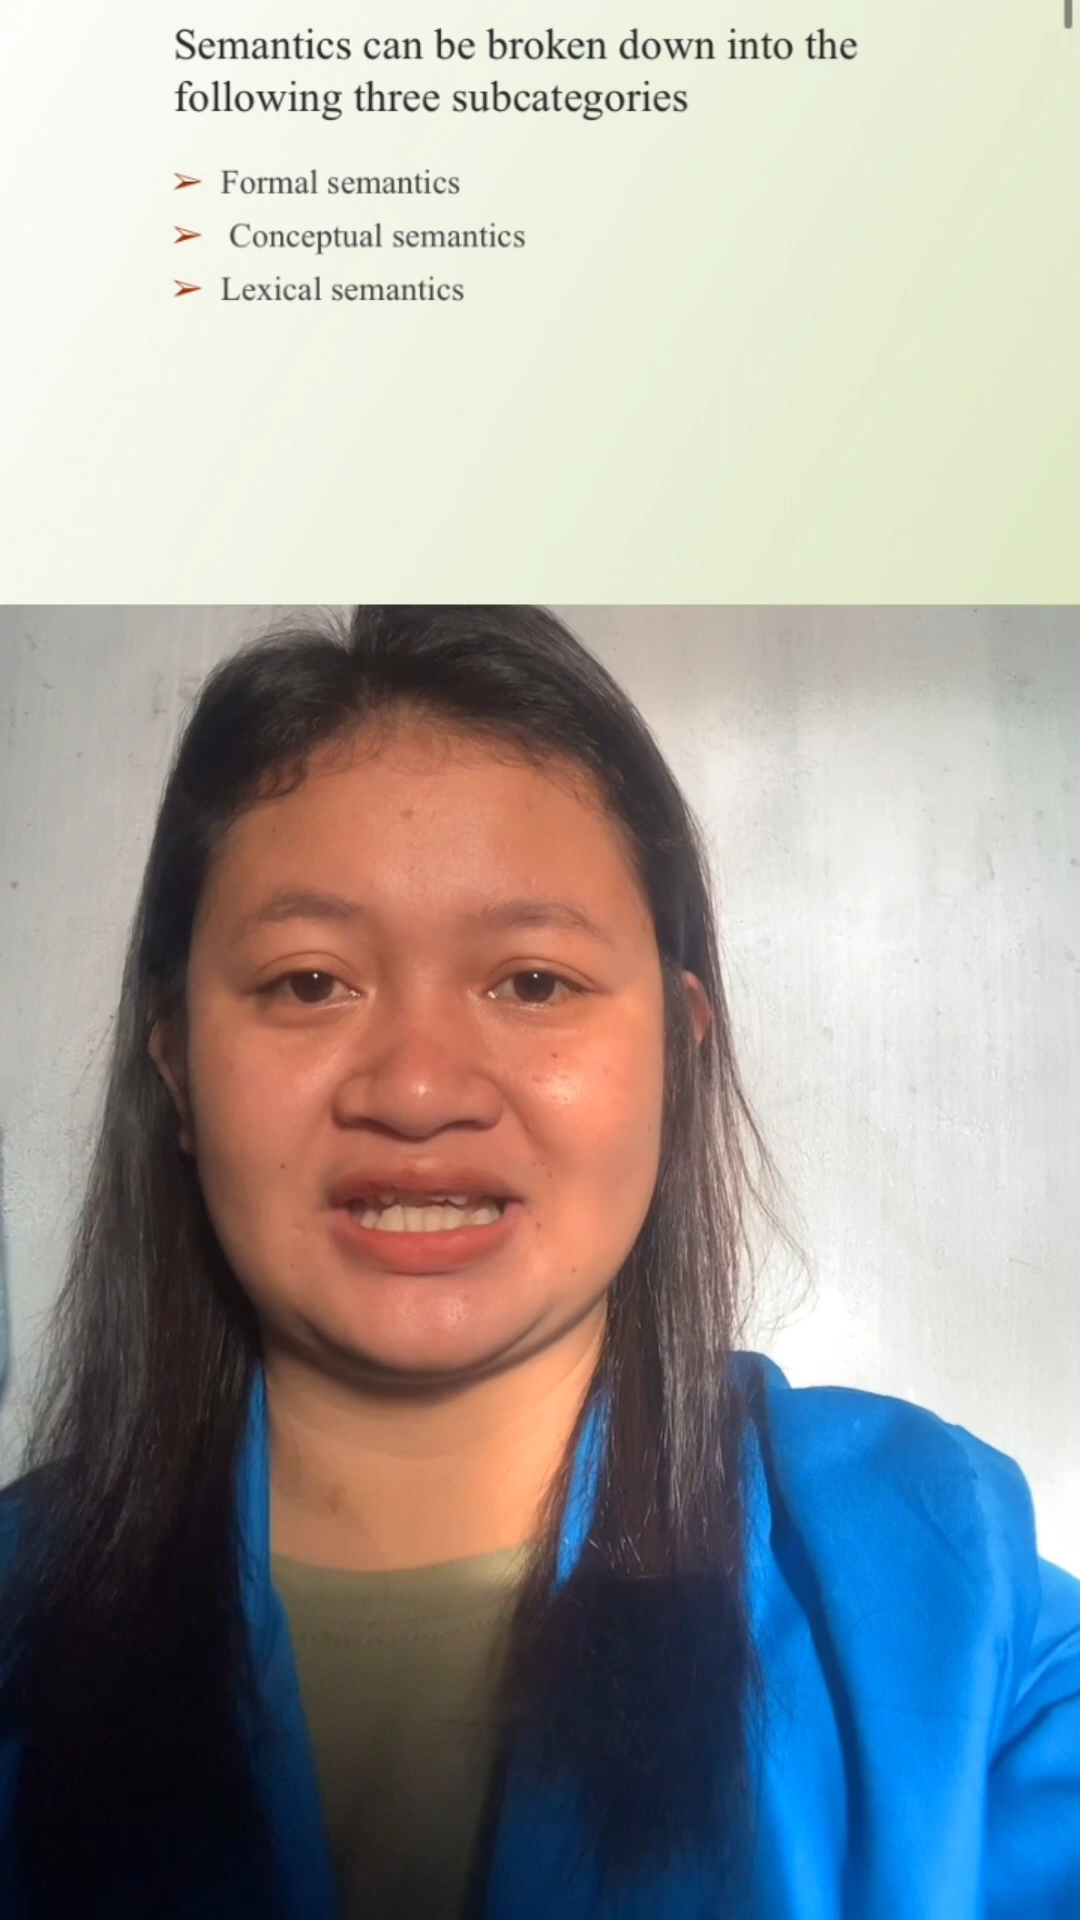 Semantics can be broken down into the
following three subcategories
➢ Formal semantics
➢ Conceptual semantics
➢ Lexical semantics